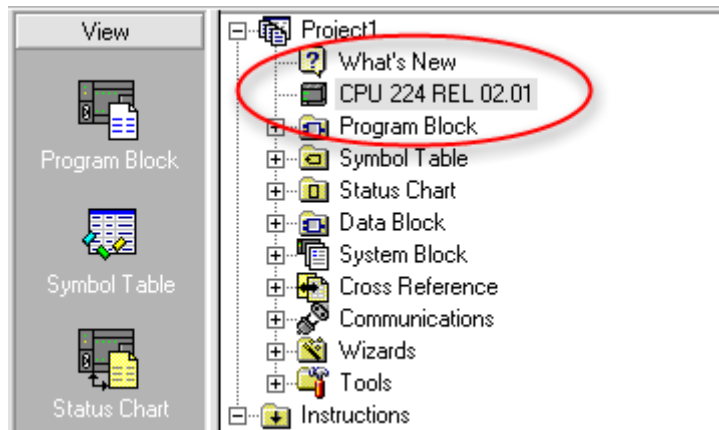 View
Program Block
Symbol Table
Status Chart
Project1
What's New
CPU 224 REL 02.01
Program Block
Symbol Table
Status Chart
Data Block
System Block
Cross Reference
Communications
Wizards
Tools
Instructions